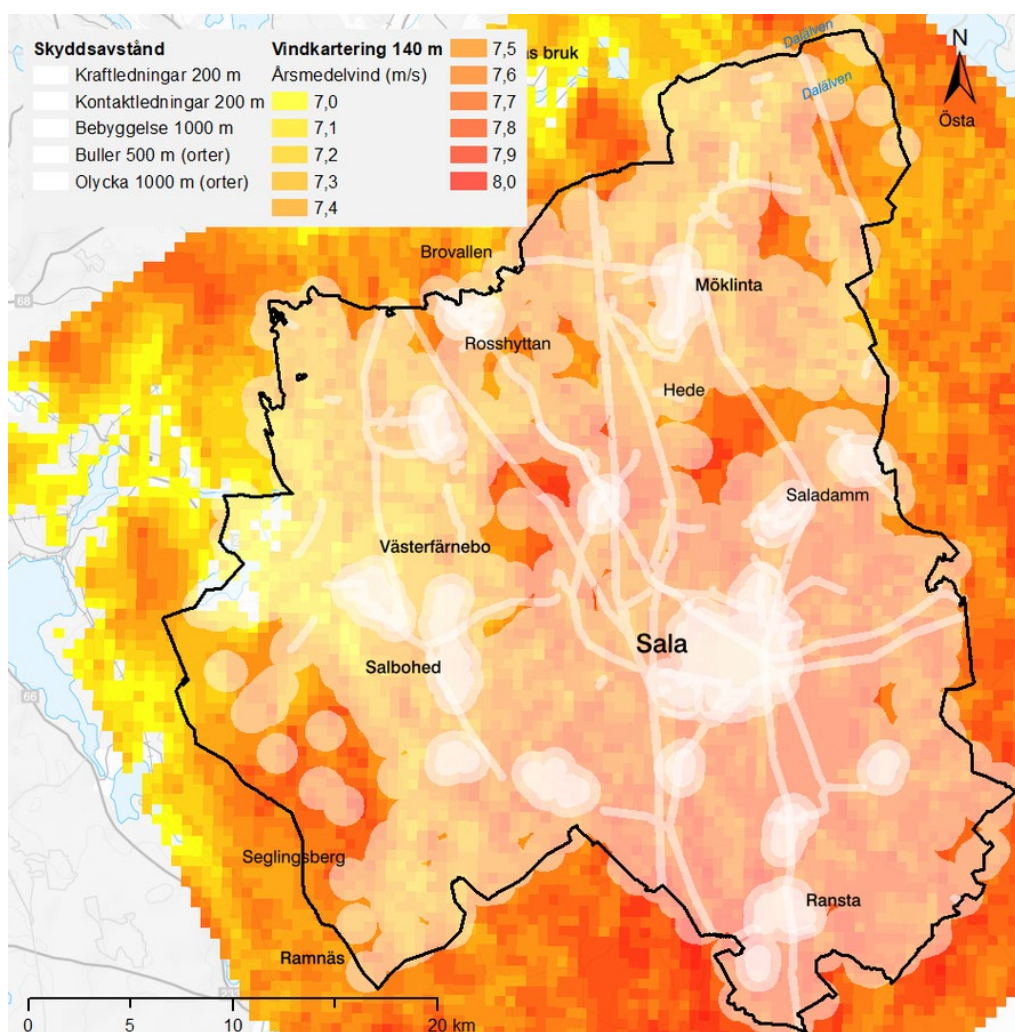 Skyddsavstånd
Kraftledningar 200 m
Kontaktledningar 200 m
Bebyggelse 1000 m
Buller 500 m (orter)
Olycka 1000 m (orter)
Vindkartering 140 m
Årsmedelvind (m/s)
7,0
7,1
7,2
7,3
7,4
7,5
7,6
7,7
7,8
7,9
8,0
bruk
Dalälven
Dalälven
N
Östa
Brovallen
68
Möklinta
Rosshyttan
Hede
Saladamm
Västerfärnebo
Sala
Salbohed
66
Seglingsberg
Ransta
Ramnäs
233
0 5 10 20 km